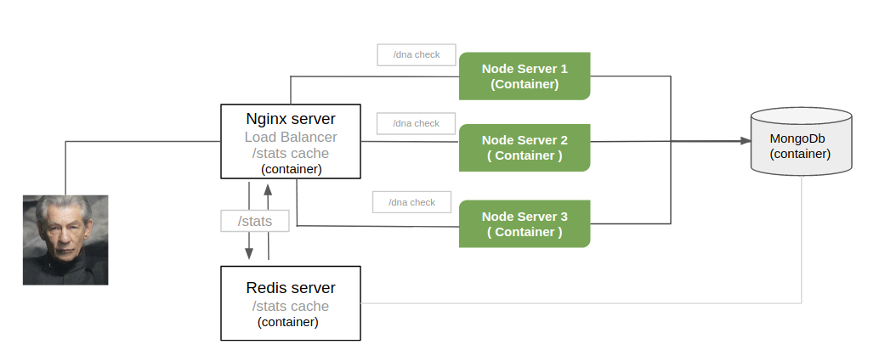 /dna check
Node Server 1
(Container)
Nginx server
Load Balancer
/stats cache
(container)
/dna check
Node Server 2
( Container )
MongoDb
(container)
/dna check
Node Server 3
( Container )
/stats
Redis server
/stats cache
(container)